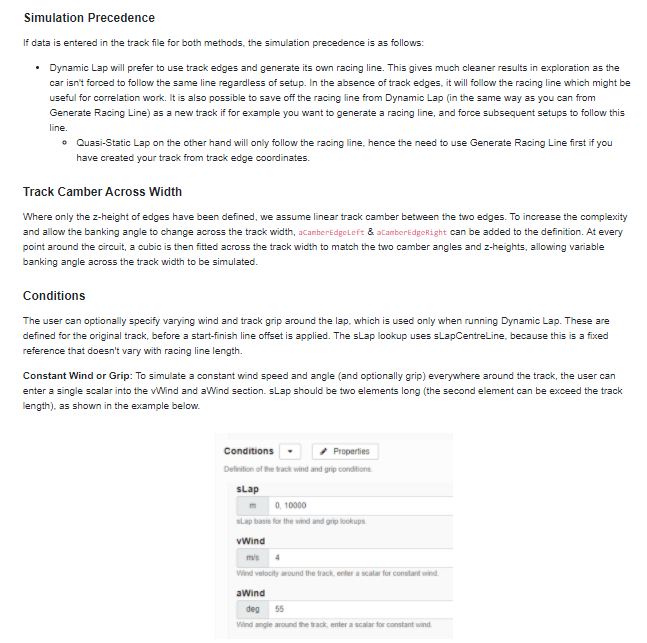 Simulation Precedence
If data is entered in the track file for both methods, the simulation precedence is as follows:
• Dynamic Lap will prefer to use track edges and generate its own racing line. This gives much cleaner results in exploration as the
car isn't forced to follow the same line regardless of setup. In the absence of track edges, it will follow the racing line which might be
useful for correlation work. It is also possible to save off the racing line from Dynamic Lap (in the same way as you can from
Generate Racing Line) as a new track if for example you want to generate a racing line, and force subsequent setups to follow this
line.
Quasi-Static Lap on the other hand will only follow the racing line, hence the need to use Generate Racing Line first if you
have created your track from track edge coordinates.
Track Camber Across Width
Where only the z-height of edges have been defined, we assume linear track camber between the two edges. To increase the complexity
and allow the banking angle to change across the track width, aCamberEdgeLeft & aCamberEdgeRight can be added to the definition. At every
point around the circuit, a cubic is then fitted across the track width to match the two camber angles and z-heights, allowing variable
banking angle across the track width to be simulated.
Conditions
The user can optionally specify varying wind and track grip around the lap, which is used only when running Dynamic Lap. These are
defined for the original track, before a start-finish line offset is applied. The sLap lookup uses sLapCentreLine, because this is a fixed
reference that doesn't vary with racing line length.
Constant Wind or Grip: To simulate a constant wind speed and angle (and optionally grip) everywhere around the track, the user can
enter a single scalar into the vWind and aWind section. sLap should be two elements long (the second element can be exceed the track
length), as shown in the example below.
Conditions Properties
Definition of the track wind and grip conditions.
sLap
m 0, 10000
sLap basis for the wind and grip lookups
vWind
m/s 4
Wind velocity around the track, enter a scalar for constant wind.
aWind
deg 55
Wind angle around the track, enter a scalar for constant wind.